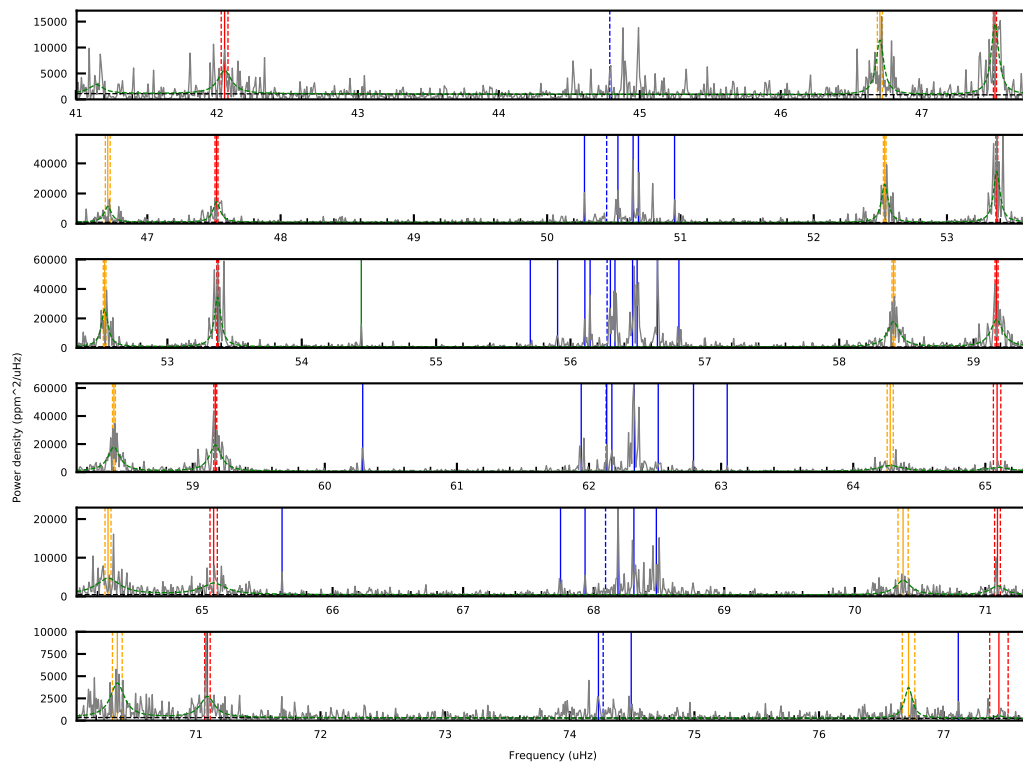 15000
10000
5000
0
41 42 43 44 45 46 47
40000
20000
0
47 48 49 50 51 52 53
60000
40000
20000
0
53 54 55 56 57 58 59
60000
40000
20000
0
59 60 61 62 63 64 65
20000
10000
0
65 66 67 68 69 70 71
10000
7500
5000
2500
0
71 72 73 74 75 76 77
Power density (ppm^2/uHz)
Frequency (uHz)